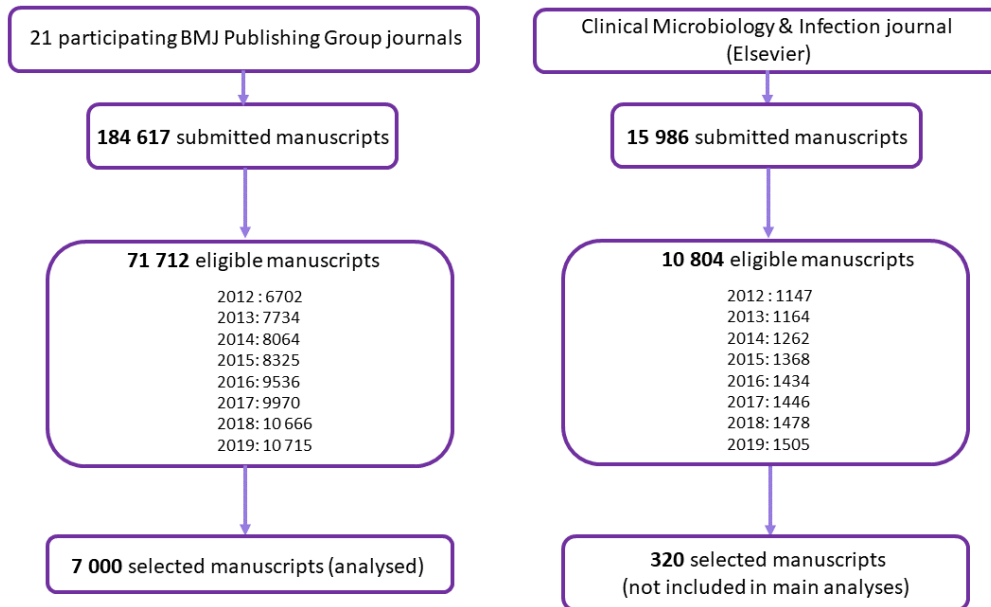 21 participating BMJ Publishing Group journals
184 617 submitted manuscripts
71 712 eligible manuscripts
2012 : 6702
2013: 7734
2014: 8064
2015: 8325
2016: 9536
2017: 9970
2018: 10 666
2019: 10 715
7 000 selected manuscripts (analysed)
Clinical Microbiology & Infection journal
(Elsevier)
15 986 submitted manuscripts
10 804 eligible manuscripts
2012 : 1147
2013: 1164
2014: 1262
2015: 1368
2016: 1434
2017: 1446
2018: 1478
2019: 1505
320 selected manuscripts
(not included in main analyses)